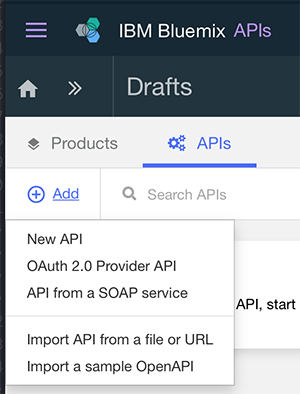 IBM Bluemix APIs
Drafts
Products APIs
Add Search APIs
New API
OAuth 2.0 Provider API
API from a SOAP service
API, start
Import API from a file or URL
Import a sample OpenAPI